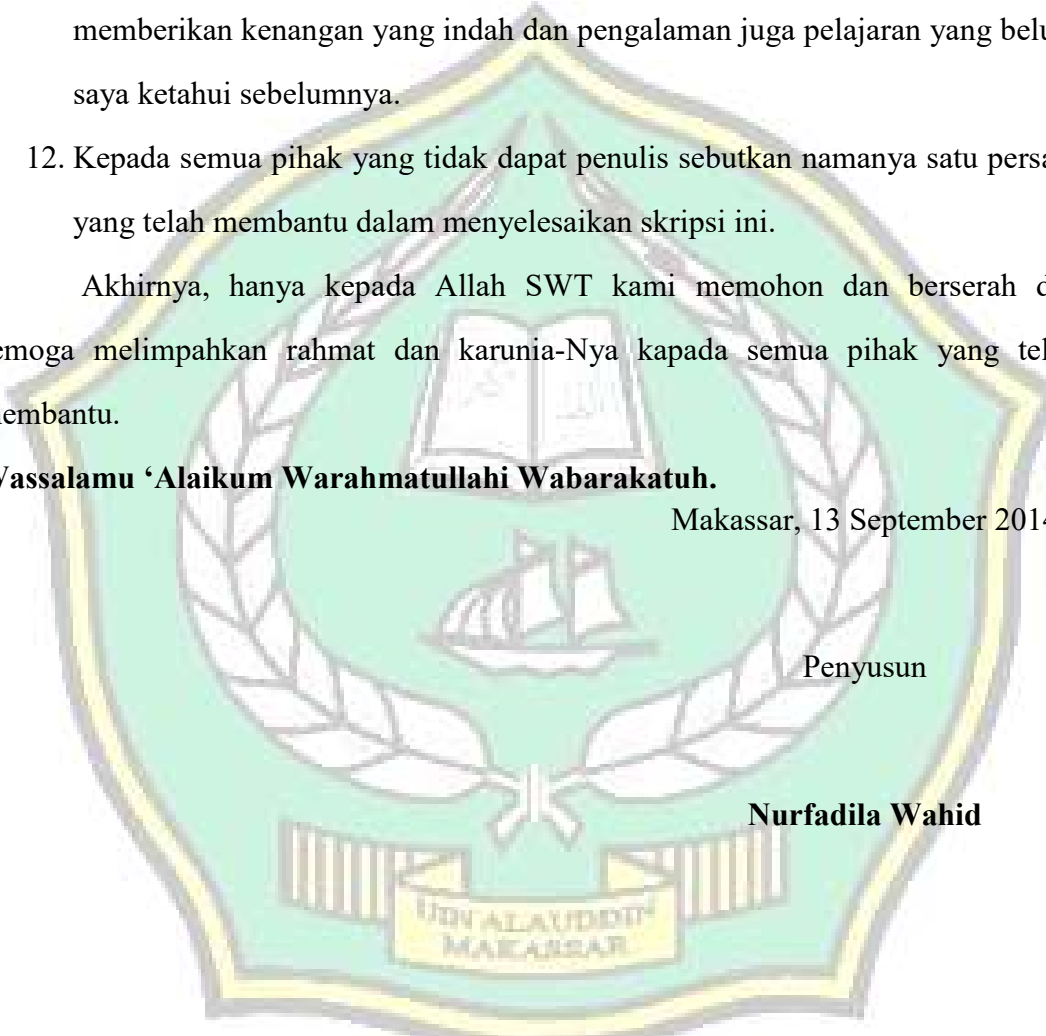 memberikan kenangan yang indah dan pengalaman juga pelajaran yang belu
saya ketahui sebelumnya.
12. Kepada semua pihak yang tidak dapat penulis sebutkan namanya satu persa
yang telah membantu dalam menyelesaikan skripsi ini.
Akhirnya, hanya kepada Allah SWT kami memohon dan berserah d
emoga melimpahkan rahmat dan karunia-Nya kapada semua pihak yang tel
membantu.
Wassalamu ‘Alaikum Warahmatullahi Wabarakatuh.
Makassar, 13 September 2014
Penyusun
Nurfadila Wahid
UIN ALAUDDIN
MAKASSAR